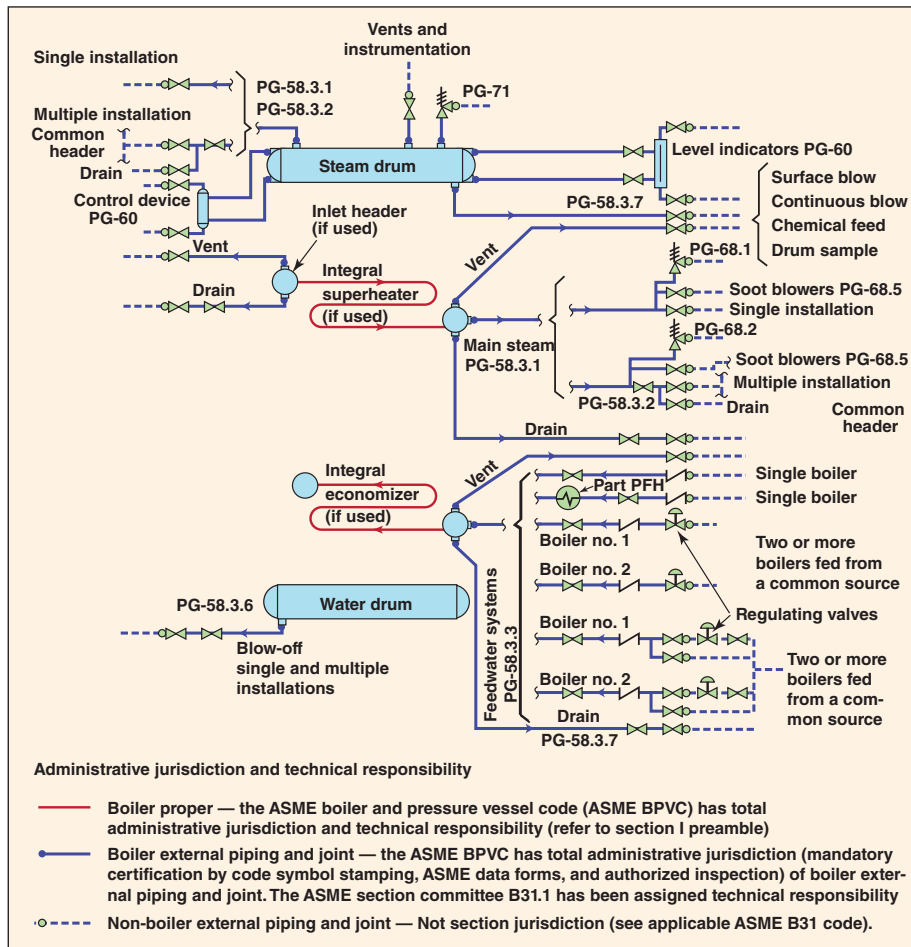 Vents and
instrumentation
Single installation
PG-58.3.1
PG-58.3.2
PG-71
Multiple installation
Common
header
Drain
Steam drum
Level indicators PG-60
Control device
PG-60
Inlet header
(if used)
PG-58.3.7
Surface blow
Continuous blow
Chemical feed
Drum sample
Vent
Vent
PG-68.1
Integral
superheater
(if used)
Drain
Soot blowers PG-68.5
Single installation
PG-68.2
Main steam
PG-58.3.1
Soot blowers PG-68.5
Multiple installation
PG-58.3.2
Drain
Common
header
Drain
Vent
Integral
economizer
(if used)
Part PFH
Single boiler
Single boiler
Boiler no. 1
Two or more
boilers fed from
a common source
Boiler no. 2
PG-58.3.6
Water drum
Regulating valves
Boiler no. 1
Blow-off
single and multiple
installations
Feedwater systems
PG-58.3.3
Two or more
boilers fed
from a com-
mon source
Boiler no. 2
Drain
PG-58.3.7
Administrative jurisdiction and technical responsibility
Boiler proper — the ASME boiler and pressure vessel code (ASME BPVC) has total
administrative jurisdiction and technical responsibility (refer to section I preamble)
Boiler external piping and joint — the ASME BPVC has total administrative jurisdiction (mandatory
certification by code symbol stamping, ASME data forms, and authorized inspection) of boiler exter-
nal piping and joint. The ASME section committee B31.1 has been assigned technical responsibility
Non-boiler external piping and joint — Not section jurisdiction (see applicable ASME B31 code).